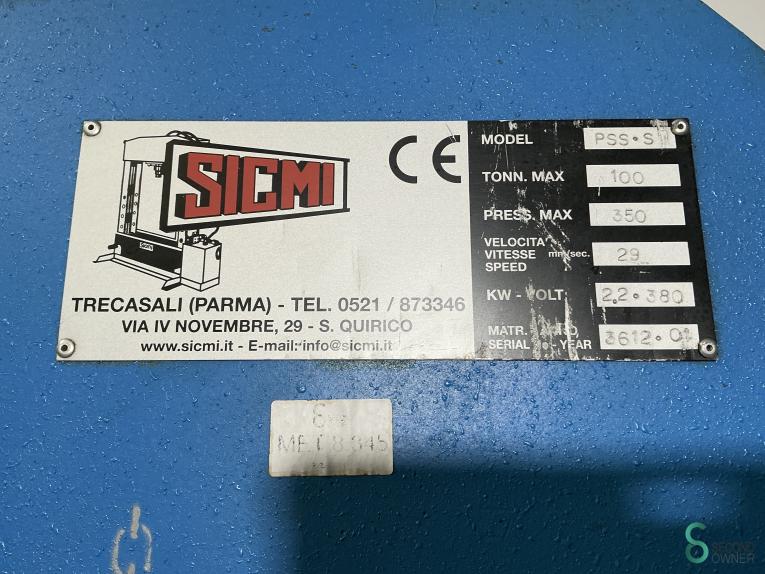 SICMI
SICMI
CE
TRECASALI (PARMA) - TEL. 0521 / 873346
VIA IV NOVEMBRE, 29 - S. QUIRICO
www.sicmi.it - E-mail: info@sicmi.it
MODEL PSS•S
TONN. MAX 100
PRESS. MAX 350
VELOCITA'
VITESSE mm/sec. 29
SPEED
KW - VOLT 2.2•380
MATR.
SERIAL YEAR 3612•01
SECOND
OWNER